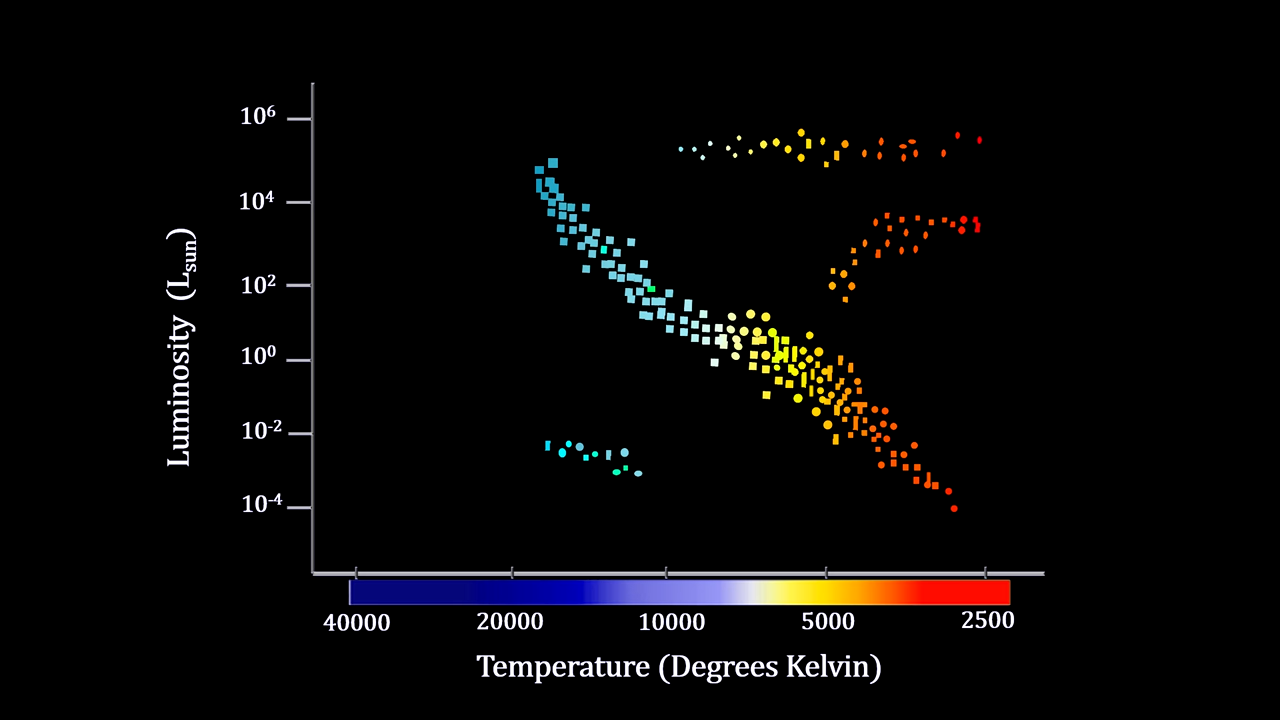 10⁶
10⁴
10²
10⁰
10⁻²
10⁻⁴
Luminosity (Lsun)
40000 20000 10000 5000 2500
Temperature (Degrees Kelvin)